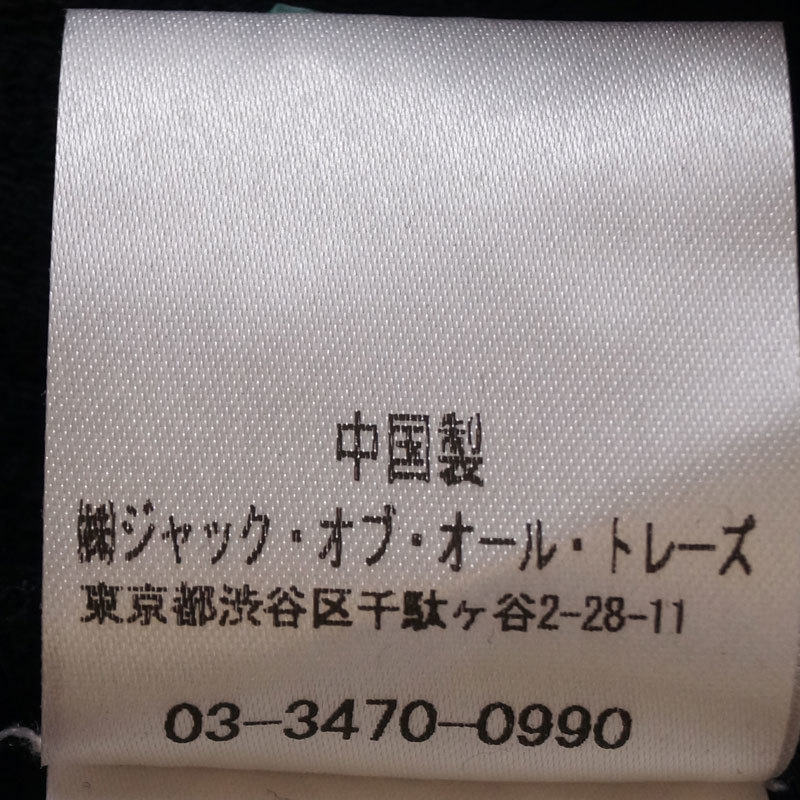 中国製
㈱ジャック・オブ・オール・トレーズ
東京都渋谷区千駄ヶ谷2-28-11
03-3470-0990